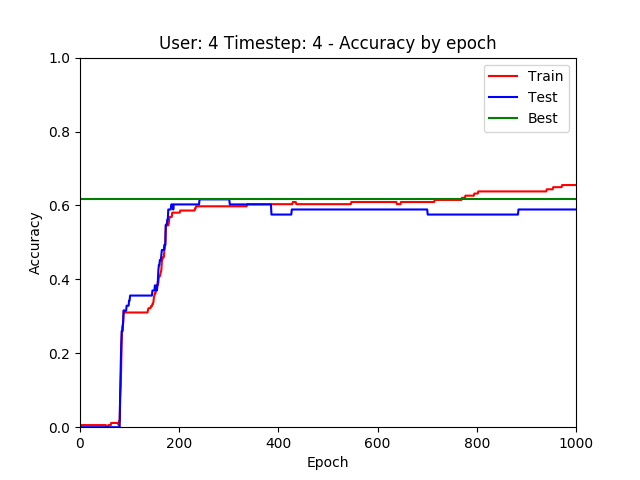 User: 4 Timestep: 4 - Accuracy by epoch
1.0
0.8
0.6
0.4
0.2
0.0
Accuracy
Train
Test
Best
0 200 400 600 800 1000
Epoch